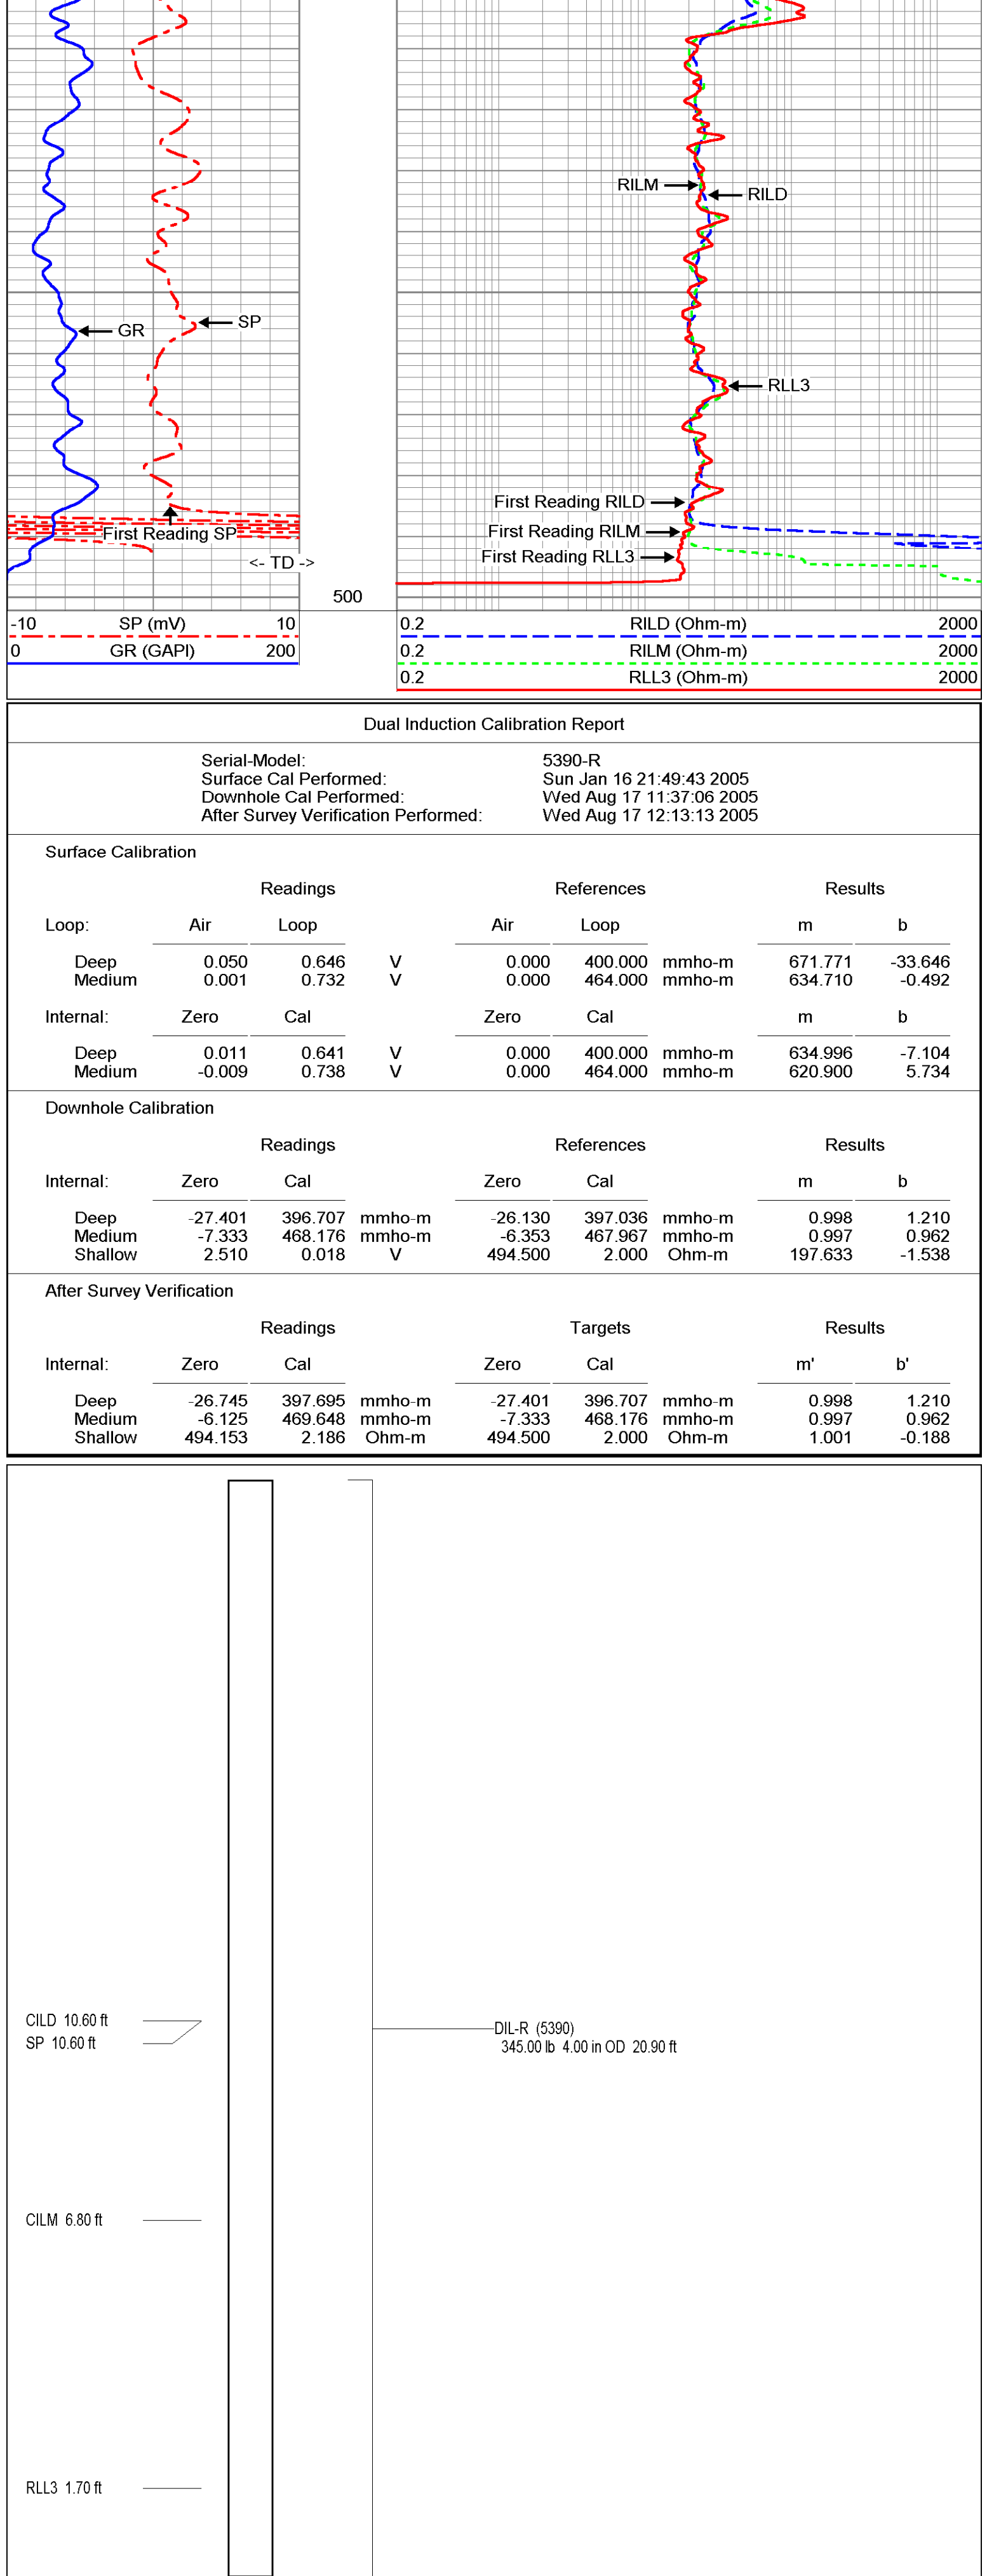 RILM
RILD
GR
SP
RLL3
First Reading RILD
First Reading SP
First Reading RILM
First Reading RLL3
<- TD ->
500
-10 SP (mV) 10
0 GR (GAPI) 200
0.2 RILD (Ohm-m) 2000
0.2 RILM (Ohm-m) 2000
0.2 RLL3 (Ohm-m) 2000
Dual Induction Calibration Report
Serial-Model: 5390-R
Surface Cal Performed: Sun Jan 16 21:49:43 2005
Downhole Cal Performed: Wed Aug 17 11:37:06 2005
After Survey Verification Performed: Wed Aug 17 12:13:13 2005
Surface Calibration
Readings References Results
Loop: Air Loop Air Loop m b
Deep 0.050 0.646 V 0.000 400.000 mmho-m 671.771 -33.646
Medium 0.001 0.732 V 0.000 464.000 mmho-m 634.710 -0.492
Internal: Zero Cal Zero Cal m b
Deep 0.011 0.641 V 0.000 400.000 mmho-m 634.996 -7.104
Medium -0.009 0.738 V 0.000 464.000 mmho-m 620.900 5.734
Downhole Calibration
Readings References Results
Internal: Zero Cal Zero Cal m b
Deep -27.401 396.707 mmho-m -26.130 397.036 mmho-m 0.998 1.210
Medium -7.333 468.176 mmho-m -6.353 467.967 mmho-m 0.997 0.962
Shallow 2.510 0.018 V 494.500 2.000 Ohm-m 197.633 -1.538
After Survey Verification
Readings Targets Results
Internal: Zero Cal Zero Cal m' b'
Deep -26.745 397.695 mmho-m -27.401 396.707 mmho-m 0.998 1.210
Medium -6.125 469.648 mmho-m -7.333 468.176 mmho-m 0.997 0.962
Shallow 494.153 2.186 Ohm-m 494.500 2.000 Ohm-m 1.001 -0.188
CILD 10.60 ft
SP 10.60 ft
DIL-R (5390)
345.00 lb 4.00 in OD 20.90 ft
CILM 6.80 ft
RLL3 1.70 ft